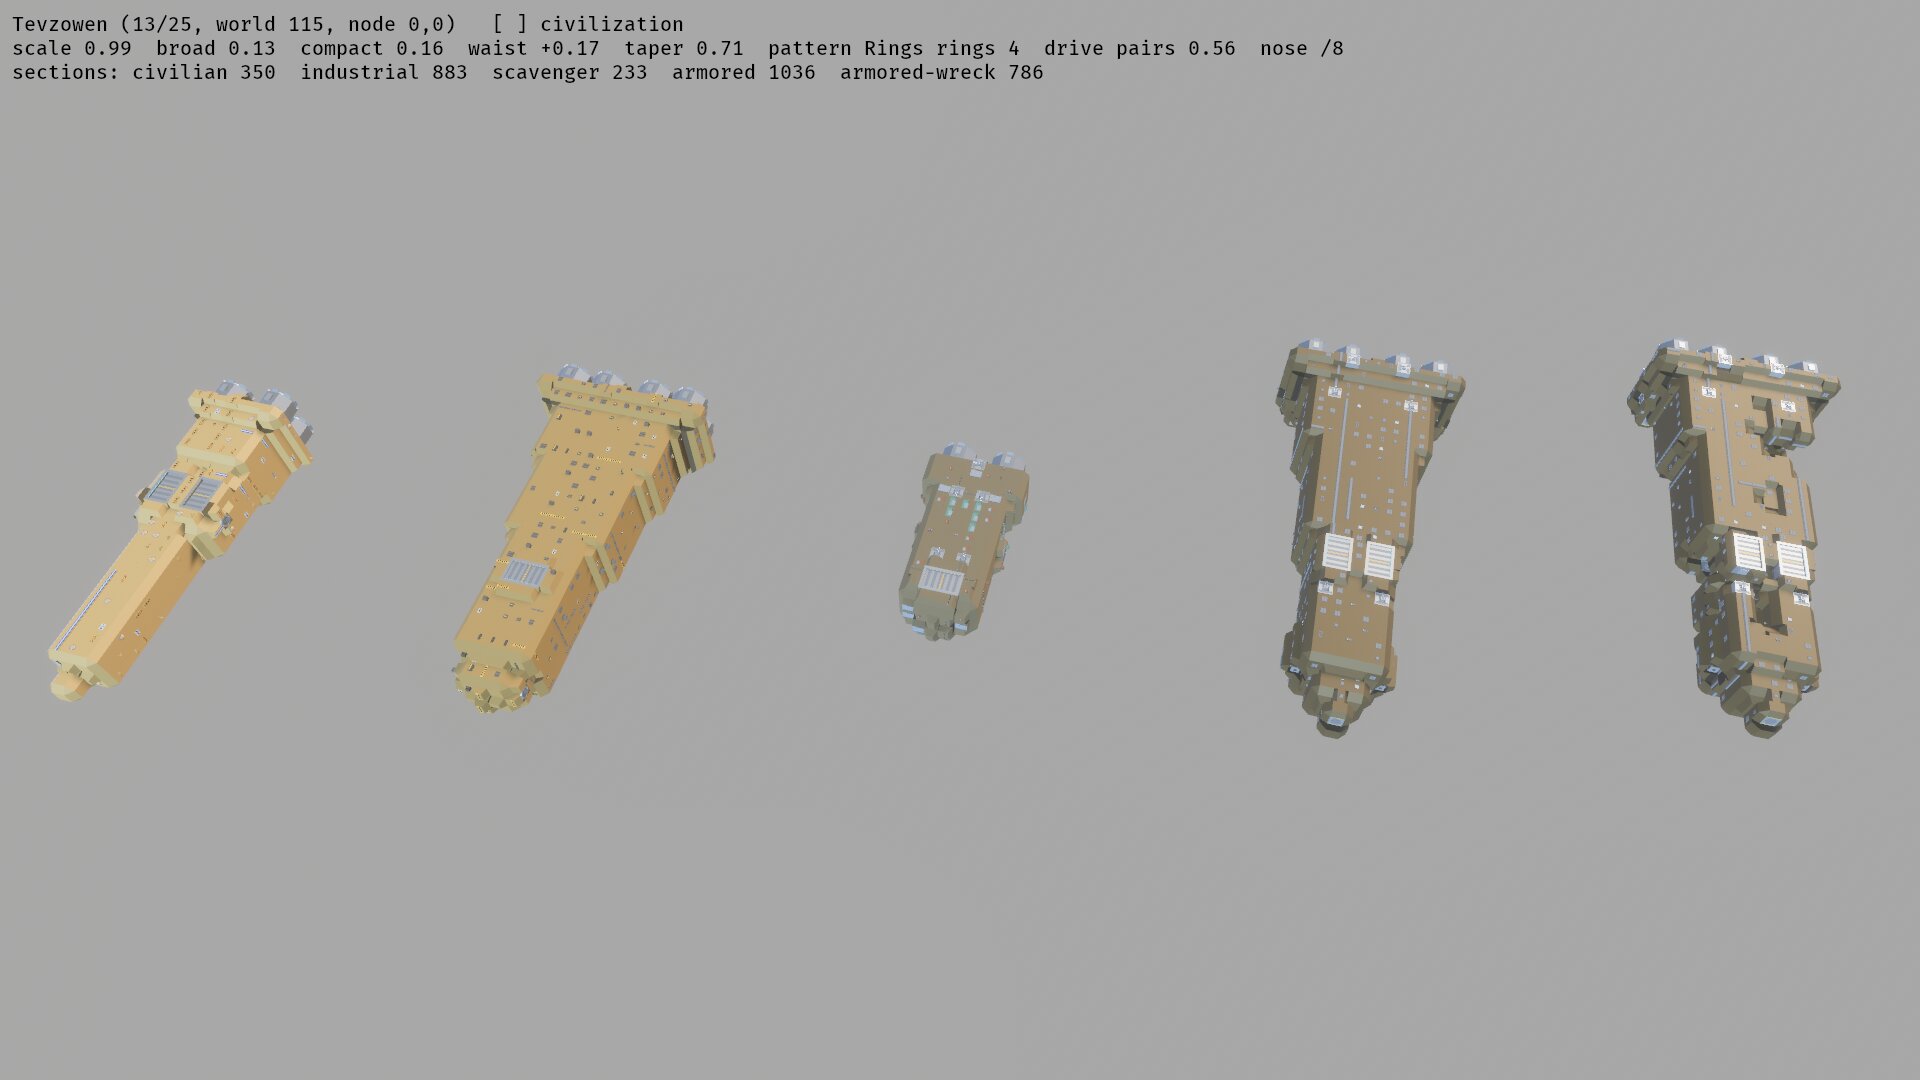 Tevzowen (13/25, world 115, node 0,0)   [ ] civilization
scale 0.99  broad 0.13  compact 0.16  waist +0.17  taper 0.71  pattern Rings rings 4  drive pairs 0.56  nose /8
sections: civilian 350  industrial 883  scavenger 233  armored 1036  armored-wreck 786